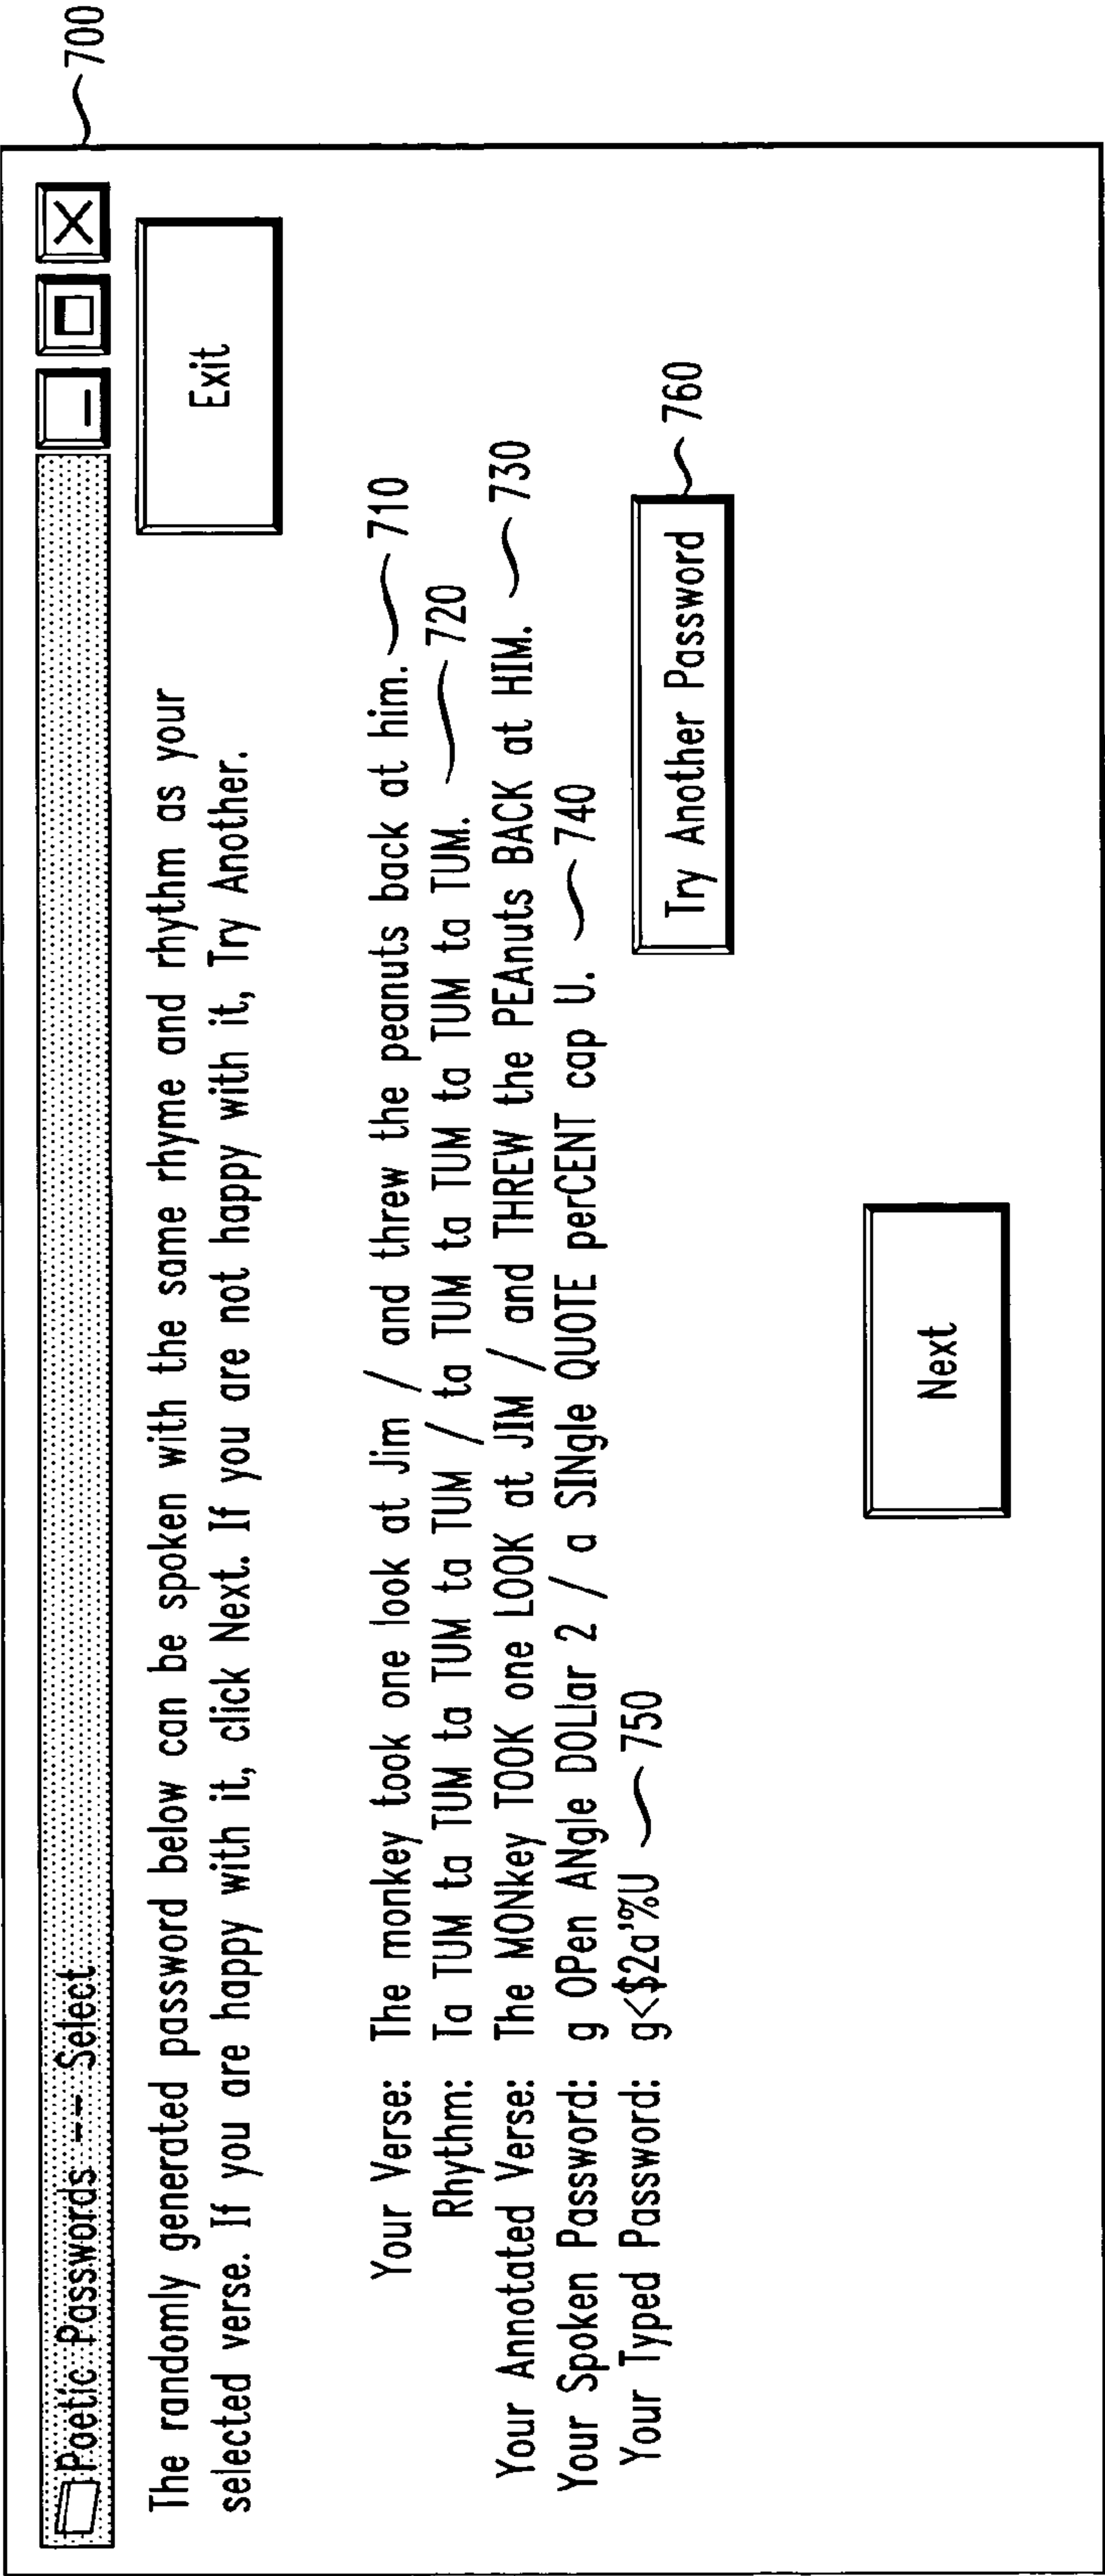 Poetic Passwords -- Select
700
Exit
The randomly generated password below can be spoken with the same rhyme and rhythm as your
selected verse. If you are happy with it, click Next. If you are not happy with it, Try Another.
Your Verse: The monkey took one look at Jim / and threw the peanuts back at him. 710
Rhythm: Ta TUM ta TUM ta TUM ta TUM / ta TUM ta TUM ta TUM ta TUM. 720
Your Annotated Verse: The MONkey TOOK one LOOK at JIM / and THREW the PEAnuts BACK at HIM. 730
Your Spoken Password: g OPen ANgle DOLlar 2 / a SINgle QUOTE perCENT cap U. 740
Your Typed Password: g<$2a'%U 750
Try Another Password 760
Next